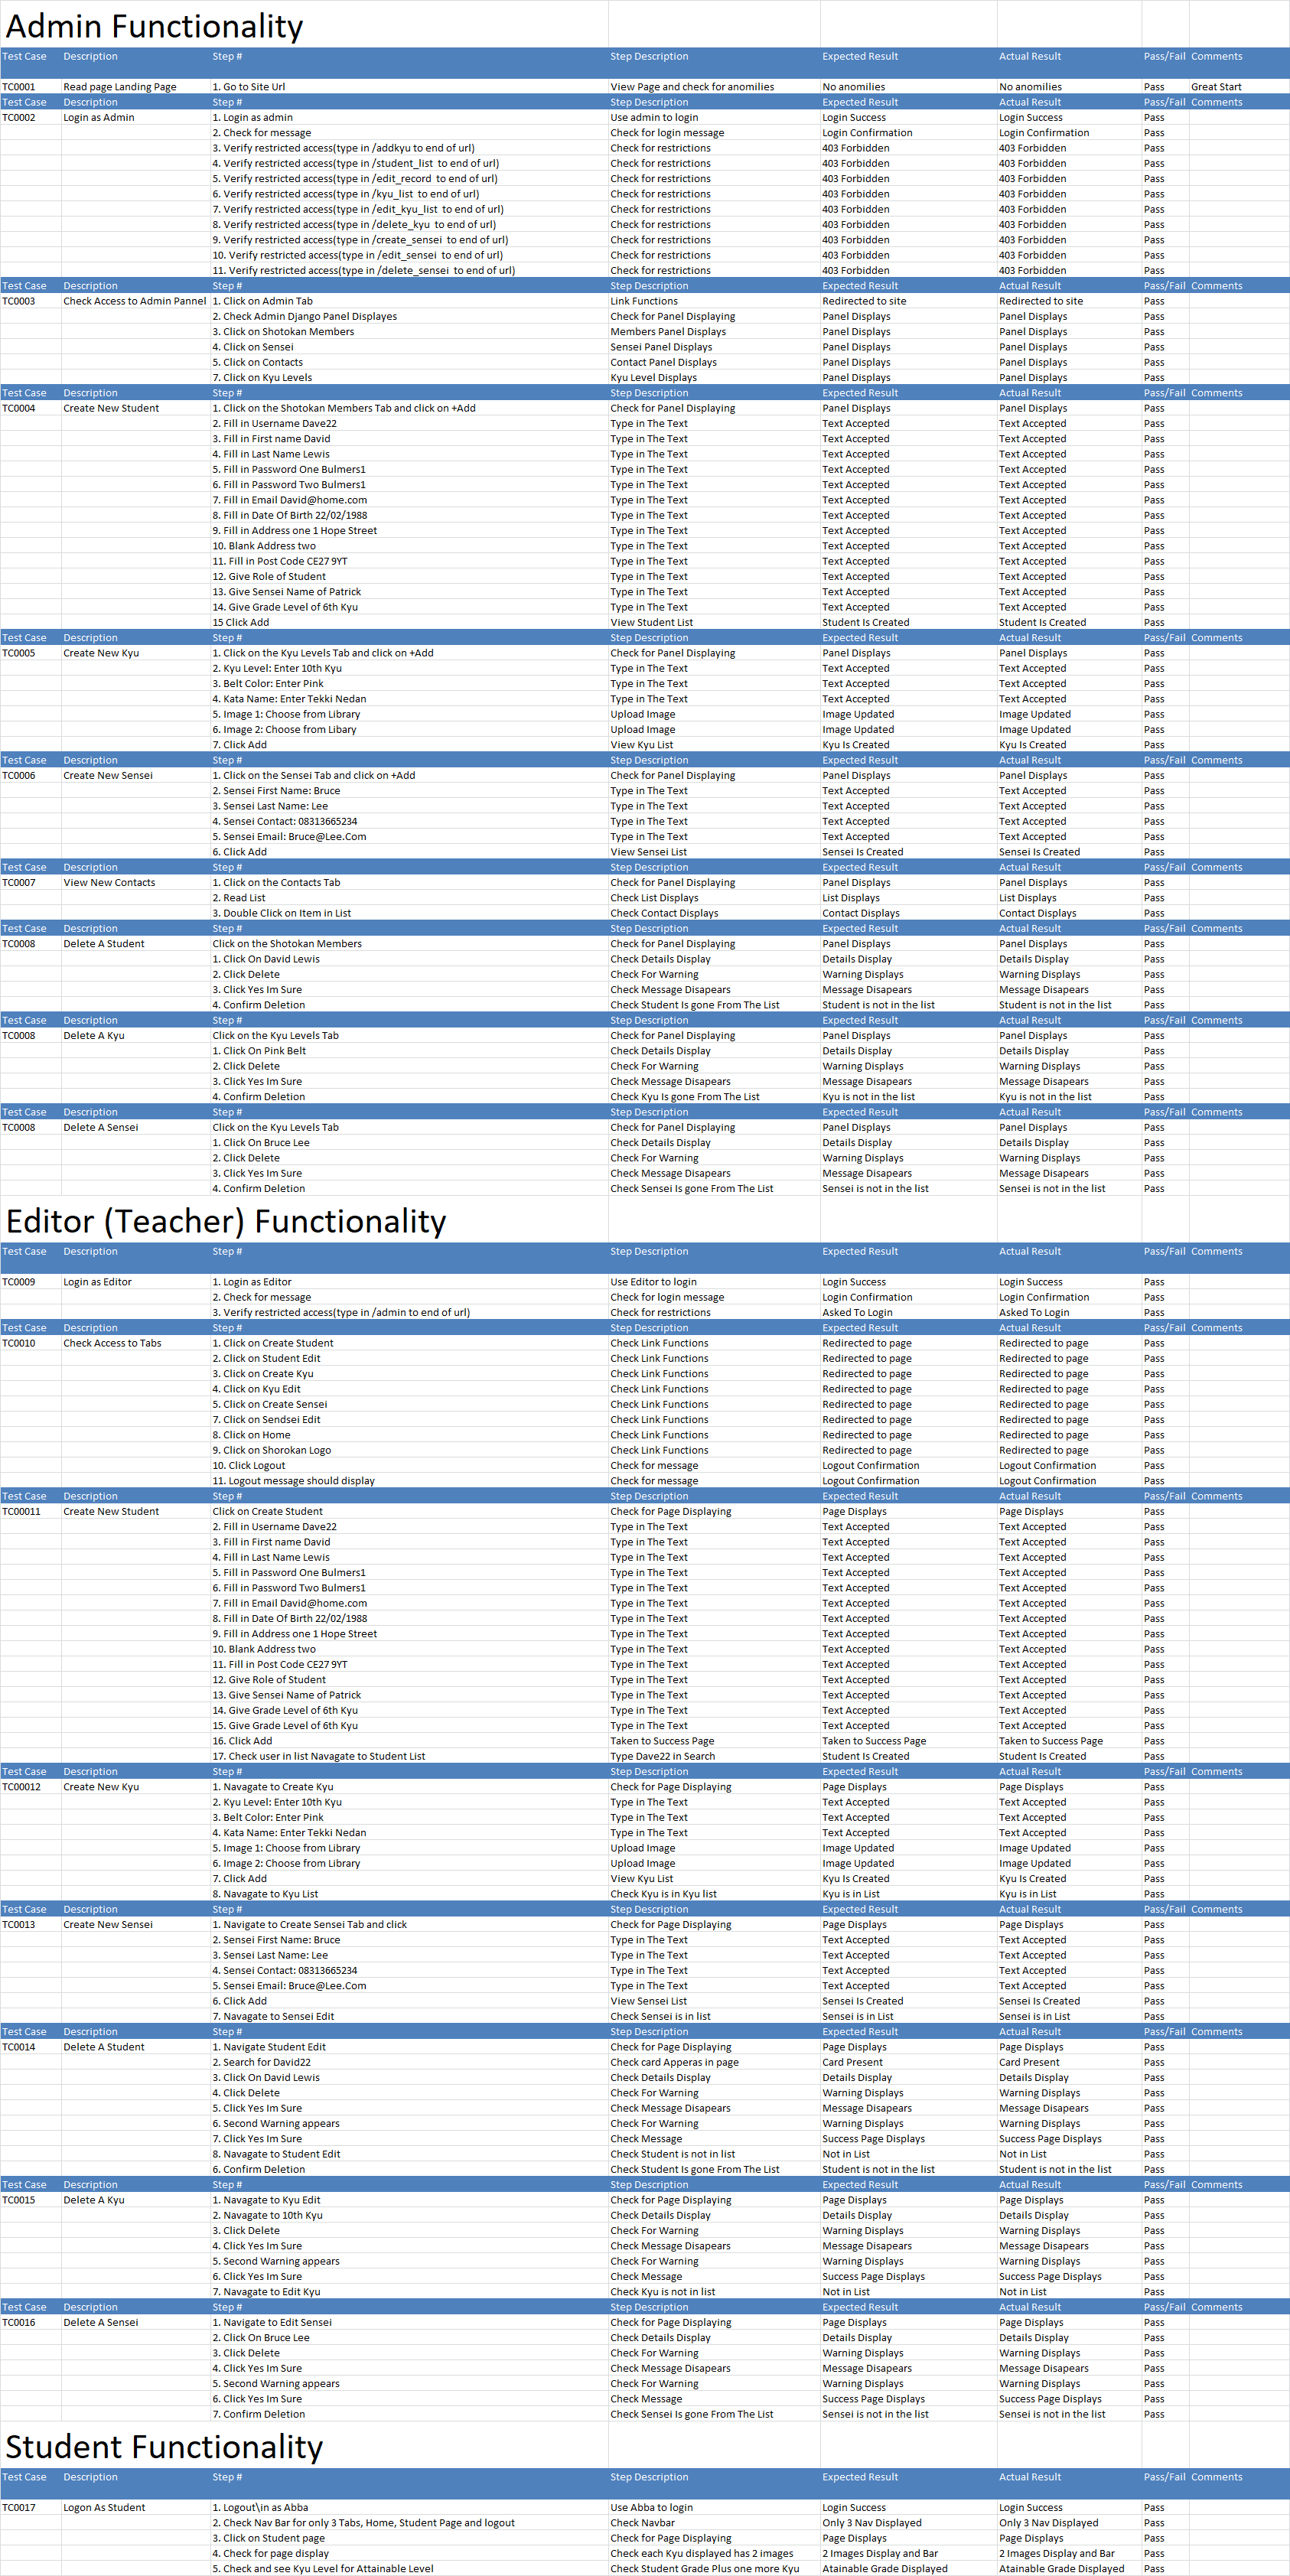 Admin Functionality
Test Case Description Step # Step Description Expected Result Actual Result Pass/Fail Comments
TC0001 Read page Landing Page 1. Go to Site Url View Page and check for anomilies No anomilies No anomilies Pass Great Start
Test Case Description Step # Step Description Expected Result Actual Result Pass/Fail Comments
TC0002 Login as Admin 1. Login as admin Use admin to login Login Success Login Success Pass
2. Check for message Check for login message Login Confirmation Login Confirmation Pass
3. Verify restricted access(type in /addkyu to end of url) Check for restrictions 403 Forbidden 403 Forbidden Pass
4. Verify restricted access(type in /student_list to end of url) Check for restrictions 403 Forbidden 403 Forbidden Pass
5. Verify restricted access(type in /edit_record to end of url) Check for restrictions 403 Forbidden 403 Forbidden Pass
6. Verify restricted access(type in /kyu_list to end of url) Check for restrictions 403 Forbidden 403 Forbidden Pass
7. Verify restricted access(type in /edit_kyu_list to end of url) Check for restrictions 403 Forbidden 403 Forbidden Pass
8. Verify restricted access(type in /delete_kyu to end of url) Check for restrictions 403 Forbidden 403 Forbidden Pass
9. Verify restricted access(type in /create_sensei to end of url) Check for restrictions 403 Forbidden 403 Forbidden Pass
10. Verify restricted access(type in /edit_sensei to end of url) Check for restrictions 403 Forbidden 403 Forbidden Pass
11. Verify restricted access(type in /delete_sensei to end of url) Check for restrictions 403 Forbidden 403 Forbidden Pass
Test Case Description Step # Step Description Expected Result Actual Result Pass/Fail Comments
TC0003 Check Access to Admin Pannel 1. Click on Admin Tab Link Functions Redirected to site Redirected to site Pass
2. Check Admin Django Panel Displayes Check for Panel Displaying Panel Displays Panel Displays Pass
3. Click on Shotokan Members Members Panel Displays Panel Displays Panel Displays Pass
4. Click on Sensei Sensei Panel Displays Panel Displays Panel Displays Pass
5. Click on Contacts Contact Panel Displays Panel Displays Panel Displays Pass
7. Click on Kyu Levels Kyu Level Displays Panel Displays Panel Displays Pass
Test Case Description Step # Step Description Expected Result Actual Result Pass/Fail Comments
TC0004 Create New Student 1. Click on the Shotokan Members Tab and click on +Add Check for Panel Displaying Panel Displays Panel Displays Pass
2. Fill in Username Dave22 Type in The Text Text Accepted Text Accepted Pass
3. Fill in First name David Type in The Text Text Accepted Text Accepted Pass
4. Fill in Last Name Lewis Type in The Text Text Accepted Text Accepted Pass
5. Fill in Password One Bulmers1 Type in The Text Text Accepted Text Accepted Pass
6. Fill in Password Two Bulmers1 Type in The Text Text Accepted Text Accepted Pass
7. Fill in Email David@home.com Type in The Text Text Accepted Text Accepted Pass
8. Fill in Date Of Birth 22/02/1988 Type in The Text Text Accepted Text Accepted Pass
9. Fill in Address one 1 Hope Street Type in The Text Text Accepted Text Accepted Pass
10. Blank Address two Type in The Text Text Accepted Text Accepted Pass
11. Fill in Post Code CE27 9YT Type in The Text Text Accepted Text Accepted Pass
12. Give Role of Student Type in The Text Text Accepted Text Accepted Pass
13. Give Sensei Name of Patrick Type in The Text Text Accepted Text Accepted Pass
14. Give Grade Level of 6th Kyu Type in The Text Text Accepted Text Accepted Pass
15 Click Add View Student List Student Is Created Student Is Created Pass
Test Case Description Step # Step Description Expected Result Actual Result Pass/Fail Comments
TC0005 Create New Kyu 1. Click on the Kyu Levels Tab and click on +Add Check for Panel Displaying Panel Displays Panel Displays Pass
2. Kyu Level: Enter 10th Kyu Type in The Text Text Accepted Text Accepted Pass
3. Belt Color: Enter Pink Type in The Text Text Accepted Text Accepted Pass
4. Kata Name: Enter Tekki Nedan Type in The Text Text Accepted Text Accepted Pass
5. Image 1: Choose from Library Upload Image Image Updated Image Updated Pass
6. Image 2: Choose from Libary Upload Image Image Updated Image Updated Pass
7. Click Add View Kyu List Kyu Is Created Kyu Is Created Pass
Test Case Description Step # Step Description Expected Result Actual Result Pass/Fail Comments
TC0006 Create New Sensei 1. Click on the Sensei Tab and click on +Add Check for Panel Displaying Panel Displays Panel Displays Pass
2. Sensei First Name: Bruce Type in The Text Text Accepted Text Accepted Pass
3. Sensei Last Name: Lee Type in The Text Text Accepted Text Accepted Pass
4. Sensei Contact: 08313665234 Type in The Text Text Accepted Text Accepted Pass
5. Sensei Email: Bruce@Lee.Com Type in The Text Text Accepted Text Accepted Pass
6. Click Add View Sensei List Sensei Is Created Sensei Is Created Pass
Test Case Description Step # Step Description Expected Result Actual Result Pass/Fail Comments
TC0007 View New Contacts 1. Click on the Contacts Tab Check for Panel Displaying Panel Displays Panel Displays Pass
2. Read List Check List Displays List Displays List Displays Pass
3. Double Click on Item in List Check Contact Displays Contact Displays Contact Displays Pass
Test Case Description Step # Step Description Expected Result Actual Result Pass/Fail Comments
TC0008 Delete A Student Click on the Shotokan Members Check for Panel Displaying Panel Displays Panel Displays Pass
1. Click On David Lewis Check Details Display Details Display Details Display Pass
2. Click Delete Check For Warning Warning Displays Warning Displays Pass
3. Click Yes Im Sure Check Message Disapears Message Disapears Message Disapears Pass
4. Confirm Deletion Check Student Is gone From The List Student is not in the list Student is not in the list Pass
Test Case Description Step # Step Description Expected Result Actual Result Pass/Fail Comments
TC0008 Delete A Kyu Click on the Kyu Levels Tab Check for Panel Displaying Panel Displays Panel Displays Pass
1. Click On Pink Belt Check Details Display Details Display Details Display Pass
2. Click Delete Check For Warning Warning Displays Warning Displays Pass
3. Click Yes Im Sure Check Message Disapears Message Disapears Message Disapears Pass
4. Confirm Deletion Check Kyu Is gone From The List Kyu is not in the list Kyu is not in the list Pass
Test Case Description Step # Step Description Expected Result Actual Result Pass/Fail Comments
TC0008 Delete A Sensei Click on the Kyu Levels Tab Check for Panel Displaying Panel Displays Panel Displays Pass
1. Click On Bruce Lee Check Details Display Details Display Details Display Pass
2. Click Delete Check For Warning Warning Displays Warning Displays Pass
3. Click Yes Im Sure Check Message Disapears Message Disapears Message Disapears Pass
4. Confirm Deletion Check Sensei Is gone From The List Sensei is not in the list Sensei is not in the list Pass
Editor (Teacher) Functionality
Test Case Description Step # Step Description Expected Result Actual Result Pass/Fail Comments
TC0009 Login as Editor 1. Login as Editor Use Editor to login Login Success Login Success Pass
2. Check for message Check for login message Login Confirmation Login Confirmation Pass
3. Verify restricted access(type in /admin to end of url) Check for restrictions Asked To Login Asked To Login Pass
Test Case Description Step # Step Description Expected Result Actual Result Pass/Fail Comments
TC0010 Check Access to Tabs 1. Click on Create Student Check Link Functions Redirected to page Redirected to page Pass
2. Click on Student Edit Check Link Functions Redirected to page Redirected to page Pass
3. Click on Create Kyu Check Link Functions Redirected to page Redirected to page Pass
4. Click on Kyu Edit Check Link Functions Redirected to page Redirected to page Pass
5. Click on Create Sensei Check Link Functions Redirected to page Redirected to page Pass
7. Click on Sendsei Edit Check Link Functions Redirected to page Redirected to page Pass
8. Click on Home Check Link Functions Redirected to page Redirected to page Pass
9. Click on Shorokan Logo Check Link Functions Redirected to page Redirected to page Pass
10. Click Logout Check for message Logout Confirmation Logout Confirmation Pass
11. Logout message should display Check for message Logout Confirmation Logout Confirmation Pass
Test Case Description Step # Step Description Expected Result Actual Result Pass/Fail Comments
TC00011 Create New Student Click on Create Student Check for Page Displaying Page Displays Page Displays Pass
2. Fill in Username Dave22 Type in The Text Text Accepted Text Accepted Pass
3. Fill in First name David Type in The Text Text Accepted Text Accepted Pass
4. Fill in Last Name Lewis Type in The Text Text Accepted Text Accepted Pass
5. Fill in Password One Bulmers1 Type in The Text Text Accepted Text Accepted Pass
6. Fill in Password Two Bulmers1 Type in The Text Text Accepted Text Accepted Pass
7. Fill in Email David@home.com Type in The Text Text Accepted Text Accepted Pass
8. Fill in Date Of Birth 22/02/1988 Type in The Text Text Accepted Text Accepted Pass
9. Fill in Address one 1 Hope Street Type in The Text Text Accepted Text Accepted Pass
10. Blank Address two Type in The Text Text Accepted Text Accepted Pass
11. Fill in Post Code CE27 9YT Type in The Text Text Accepted Text Accepted Pass
12. Give Role of Student Type in The Text Text Accepted Text Accepted Pass
13. Give Sensei Name of Patrick Type in The Text Text Accepted Text Accepted Pass
14. Give Grade Level of 6th Kyu Type in The Text Text Accepted Text Accepted Pass
15. Give Grade Level of 6th Kyu Type in The Text Text Accepted Text Accepted Pass
16. Click Add Taken to Success Page Taken to Success Page Taken to Success Page Pass
17. Check user in list Navagate to Student List Type Dave22 in Search Student Is Created Student Is Created Pass
Test Case Description Step # Step Description Expected Result Actual Result Pass/Fail Comments
TC00012 Create New Kyu 1. Navagate to Create Kyu Check for Page Displaying Page Displays Page Displays Pass
2. Kyu Level: Enter 10th Kyu Type in The Text Text Accepted Text Accepted Pass
3. Belt Color: Enter Pink Type in The Text Text Accepted Text Accepted Pass
4. Kata Name: Enter Tekki Nedan Type in The Text Text Accepted Text Accepted Pass
5. Image 1: Choose from Library Upload Image Image Updated Image Updated Pass
6. Image 2: Choose from Library Upload Image Image Updated Image Updated Pass
7. Click Add View Kyu List Kyu Is Created Kyu Is Created Pass
8. Navagate to Kyu List Check Kyu is in Kyu list Kyu is in List Kyu is in List Pass
Test Case Description Step # Step Description Expected Result Actual Result Pass/Fail Comments
TC0013 Create New Sensei 1. Navigate to Create Sensei Tab and click Check for Page Displaying Page Displays Page Displays Pass
2. Sensei First Name: Bruce Type in The Text Text Accepted Text Accepted Pass
3. Sensei Last Name: Lee Type in The Text Text Accepted Text Accepted Pass
4. Sensei Contact: 08313665234 Type in The Text Text Accepted Text Accepted Pass
5. Sensei Email: Bruce@Lee.Com Type in The Text Text Accepted Text Accepted Pass
6. Click Add View Sensei List Sensei Is Created Sensei Is Created Pass
7. Navagate to Sensei Edit Check Sensei is in list Sensei is in List Sensei is in List Pass
Test Case Description Step # Step Description Expected Result Actual Result Pass/Fail Comments
TC0014 Delete A Student 1. Navigate Student Edit Check for Page Displaying Page Displays Page Displays Pass
2. Search for David22 Check card Apperas in page Card Present Card Present Pass
3. Click On David Lewis Check Details Display Details Display Details Display Pass
4. Click Delete Check For Warning Warning Displays Warning Displays Pass
5. Click Yes Im Sure Check Message Disapears Message Disapears Message Disapears Pass
6. Second Warning appears Check For Warning Warning Displays Warning Displays Pass
7. Click Yes Im Sure Check Message Success Page Displays Success Page Displays Pass
8. Navagate to Student Edit Check Student is not in list Not in List Not in List Pass
6. Confirm Deletion Check Student Is gone From The List Student is not in the list Student is not in the list Pass
Test Case Description Step # Step Description Expected Result Actual Result Pass/Fail Comments
TC0015 Delete A Kyu 1. Navagate to Kyu Edit Check for Page Displaying Page Displays Page Displays Pass
2. Navagate to 10th Kyu Check Details Display Details Display Details Display Pass
3. Click Delete Check For Warning Warning Displays Warning Displays Pass
4. Click Yes Im Sure Check Message Disapears Message Disapears Message Disapears Pass
5. Second Warning appears Check For Warning Warning Displays Warning Displays Pass
6. Click Yes Im Sure Check Message Success Page Displays Success Page Displays Pass
7. Navagate to Edit Kyu Check Kyu is not in list Not in List Not in List Pass
Test Case Description Step # Step Description Expected Result Actual Result Pass/Fail Comments
TC0016 Delete A Sensei 1. Navigate to Edit Sensei Check for Page Displaying Page Displays Page Displays Pass
2. Click On Bruce Lee Check Details Display Details Display Details Display Pass
3. Click Delete Check For Warning Warning Displays Warning Displays Pass
4. Click Yes Im Sure Check Message Disapears Message Disapears Message Disapears Pass
5. Second Warning appears Check For Warning Warning Displays Warning Displays Pass
6. Click Yes Im Sure Check Message Success Page Displays Success Page Displays Pass
7. Confirm Deletion Check Sensei Is gone From The List Sensei is not in the list Sensei is not in the list Pass
Student Functionality
Test Case Description Step # Step Description Expected Result Actual Result Pass/Fail Comments
TC0017 Logon As Student 1. Logout\in as Abba Use Abba to login Login Success Login Success Pass
2. Check Nav Bar for only 3 Tabs, Home, Student Page and logout Check Navbar Only 3 Nav Displayed Only 3 Nav Displayed Pass
3. Click on Student page Check for Page Displaying Page Displays Page Displays Pass
4. Check for page display Check each Kyu displayed has 2 images 2 Images Display and Bar 2 Images Display and Bar Pass
5. Check and see Kyu Level for Attainable Level Check Student Grade Plus one more Kyu Atainable Grade Displayed Atainable Grade Displayed Pass